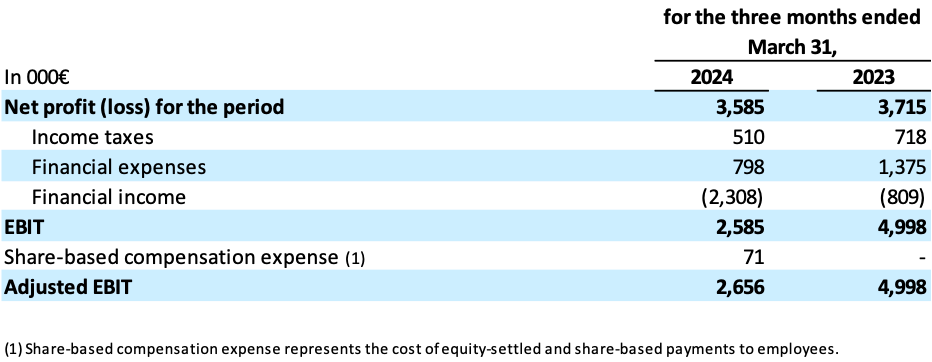 for the three months ended
March 31,
In 000€ 2024 2023
Net profit (loss) for the period 3,585 3,715
Income taxes 510 718
Financial expenses 798 1,375
Financial income (2,308) (809)
EBIT 2,585 4,998
Share-based compensation expense (1) 71 -
Adjusted EBIT 2,656 4,998
(1) Share-based compensation expense represents the cost of equity-settled and share-based payments to employees.